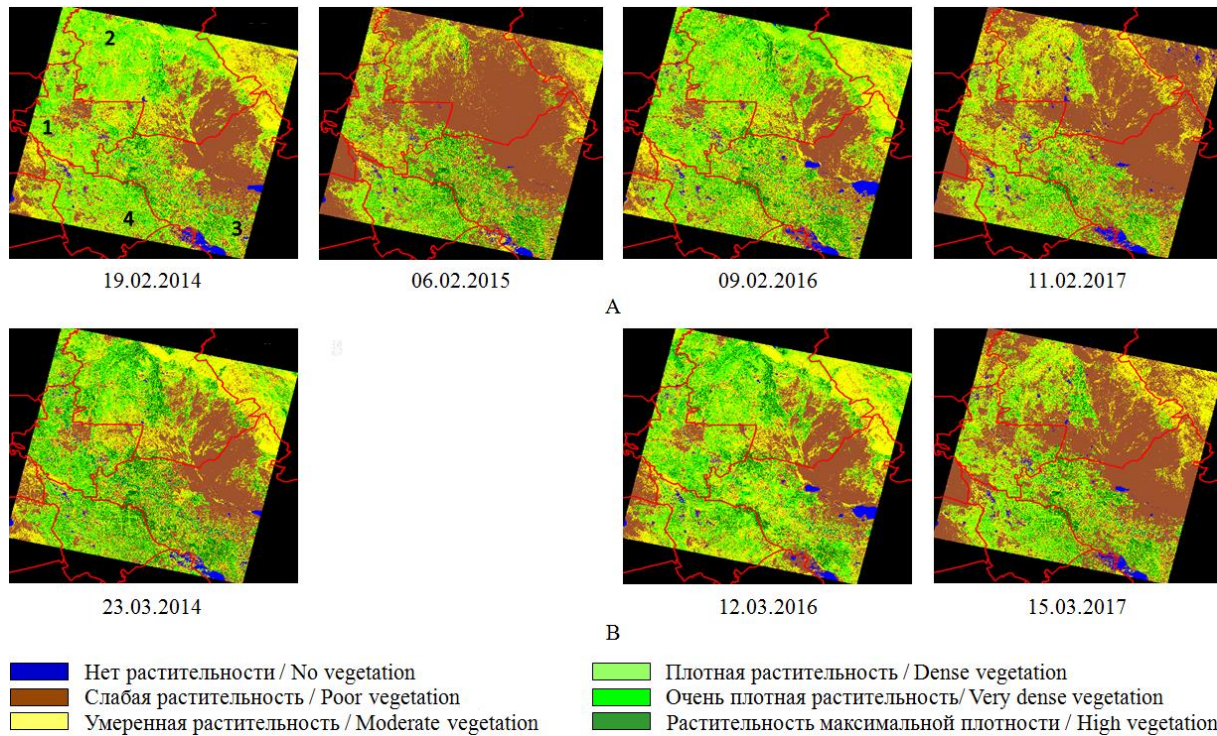 2
1
4
3
19.02.2014
06.02.2015
09.02.2016
11.02.2017
A
23.03.2014
12.03.2016
15.03.2017
B
Нет растительности / No vegetation
Слабая растительность / Poor vegetation
Умеренная растительность / Moderate vegetation
Плотная растительность / Dense vegetation
Очень плотная растительность/ Very dense vegetation
Растительность максимальной плотности / High vegetation